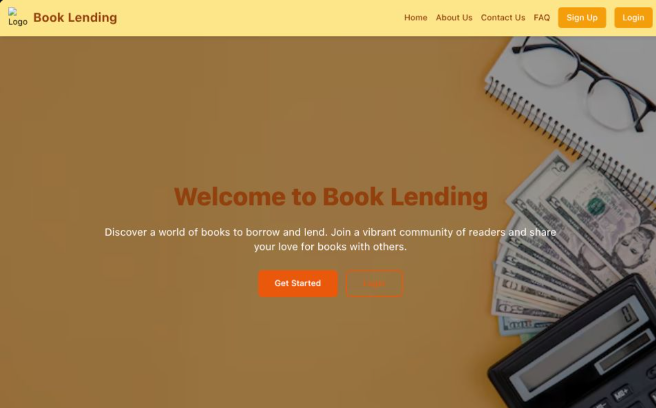 Logo
Book Lending
Home
About Us
Contact Us
FAQ
Sign Up
Login
Welcome to Book Lending
Discover a world of books to borrow and lend. Join a vibrant community of readers and share
your love for books with others.
Get Started
Login